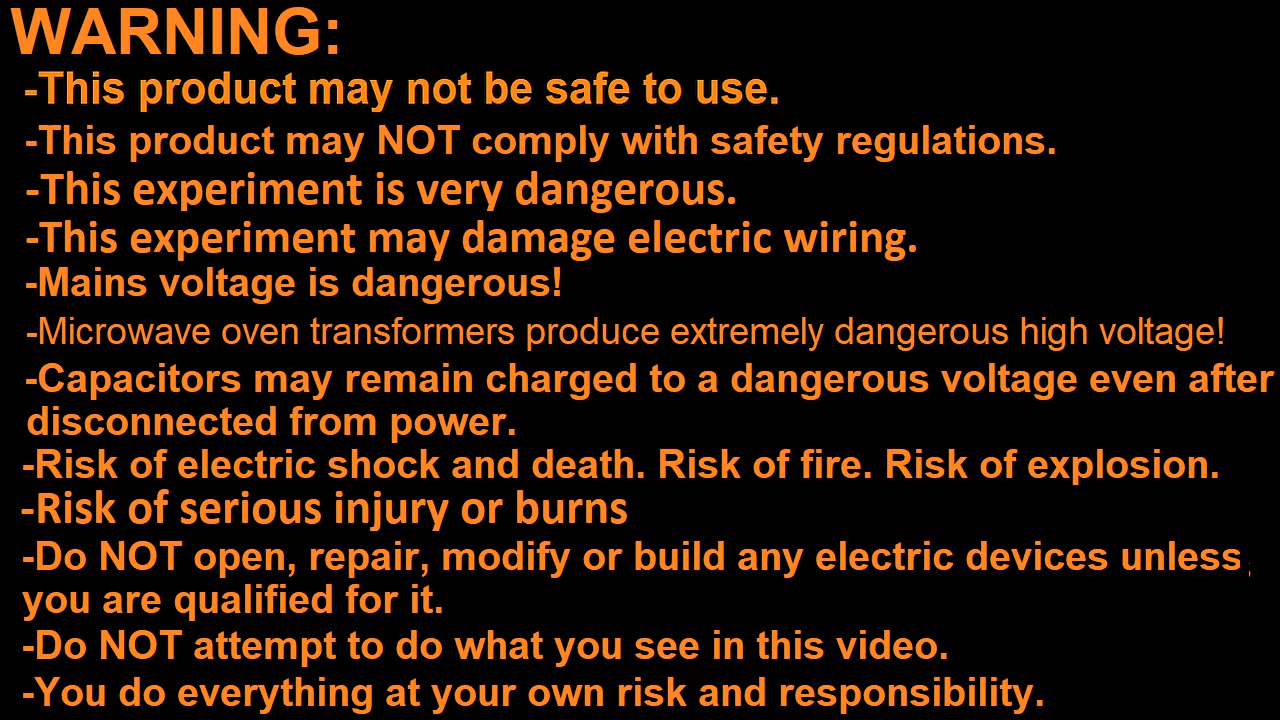 WARNING:
-This product may not be safe to use.
-This product may NOT comply with safety regulations.
-This experiment is very dangerous.
-This experiment may damage electric wiring.
-Mains voltage is dangerous!
-Microwave oven transformers produce extremely dangerous high voltage!
-Capacitors may remain charged to a dangerous voltage even after
disconnected from power.
-Risk of electric shock and death. Risk of fire. Risk of explosion.
-Risk of serious injury or burns
-Do NOT open, repair, modify or build any electric devices unless
you are qualified for it.
-Do NOT attempt to do what you see in this video.
-You do everything at your own risk and responsibility.